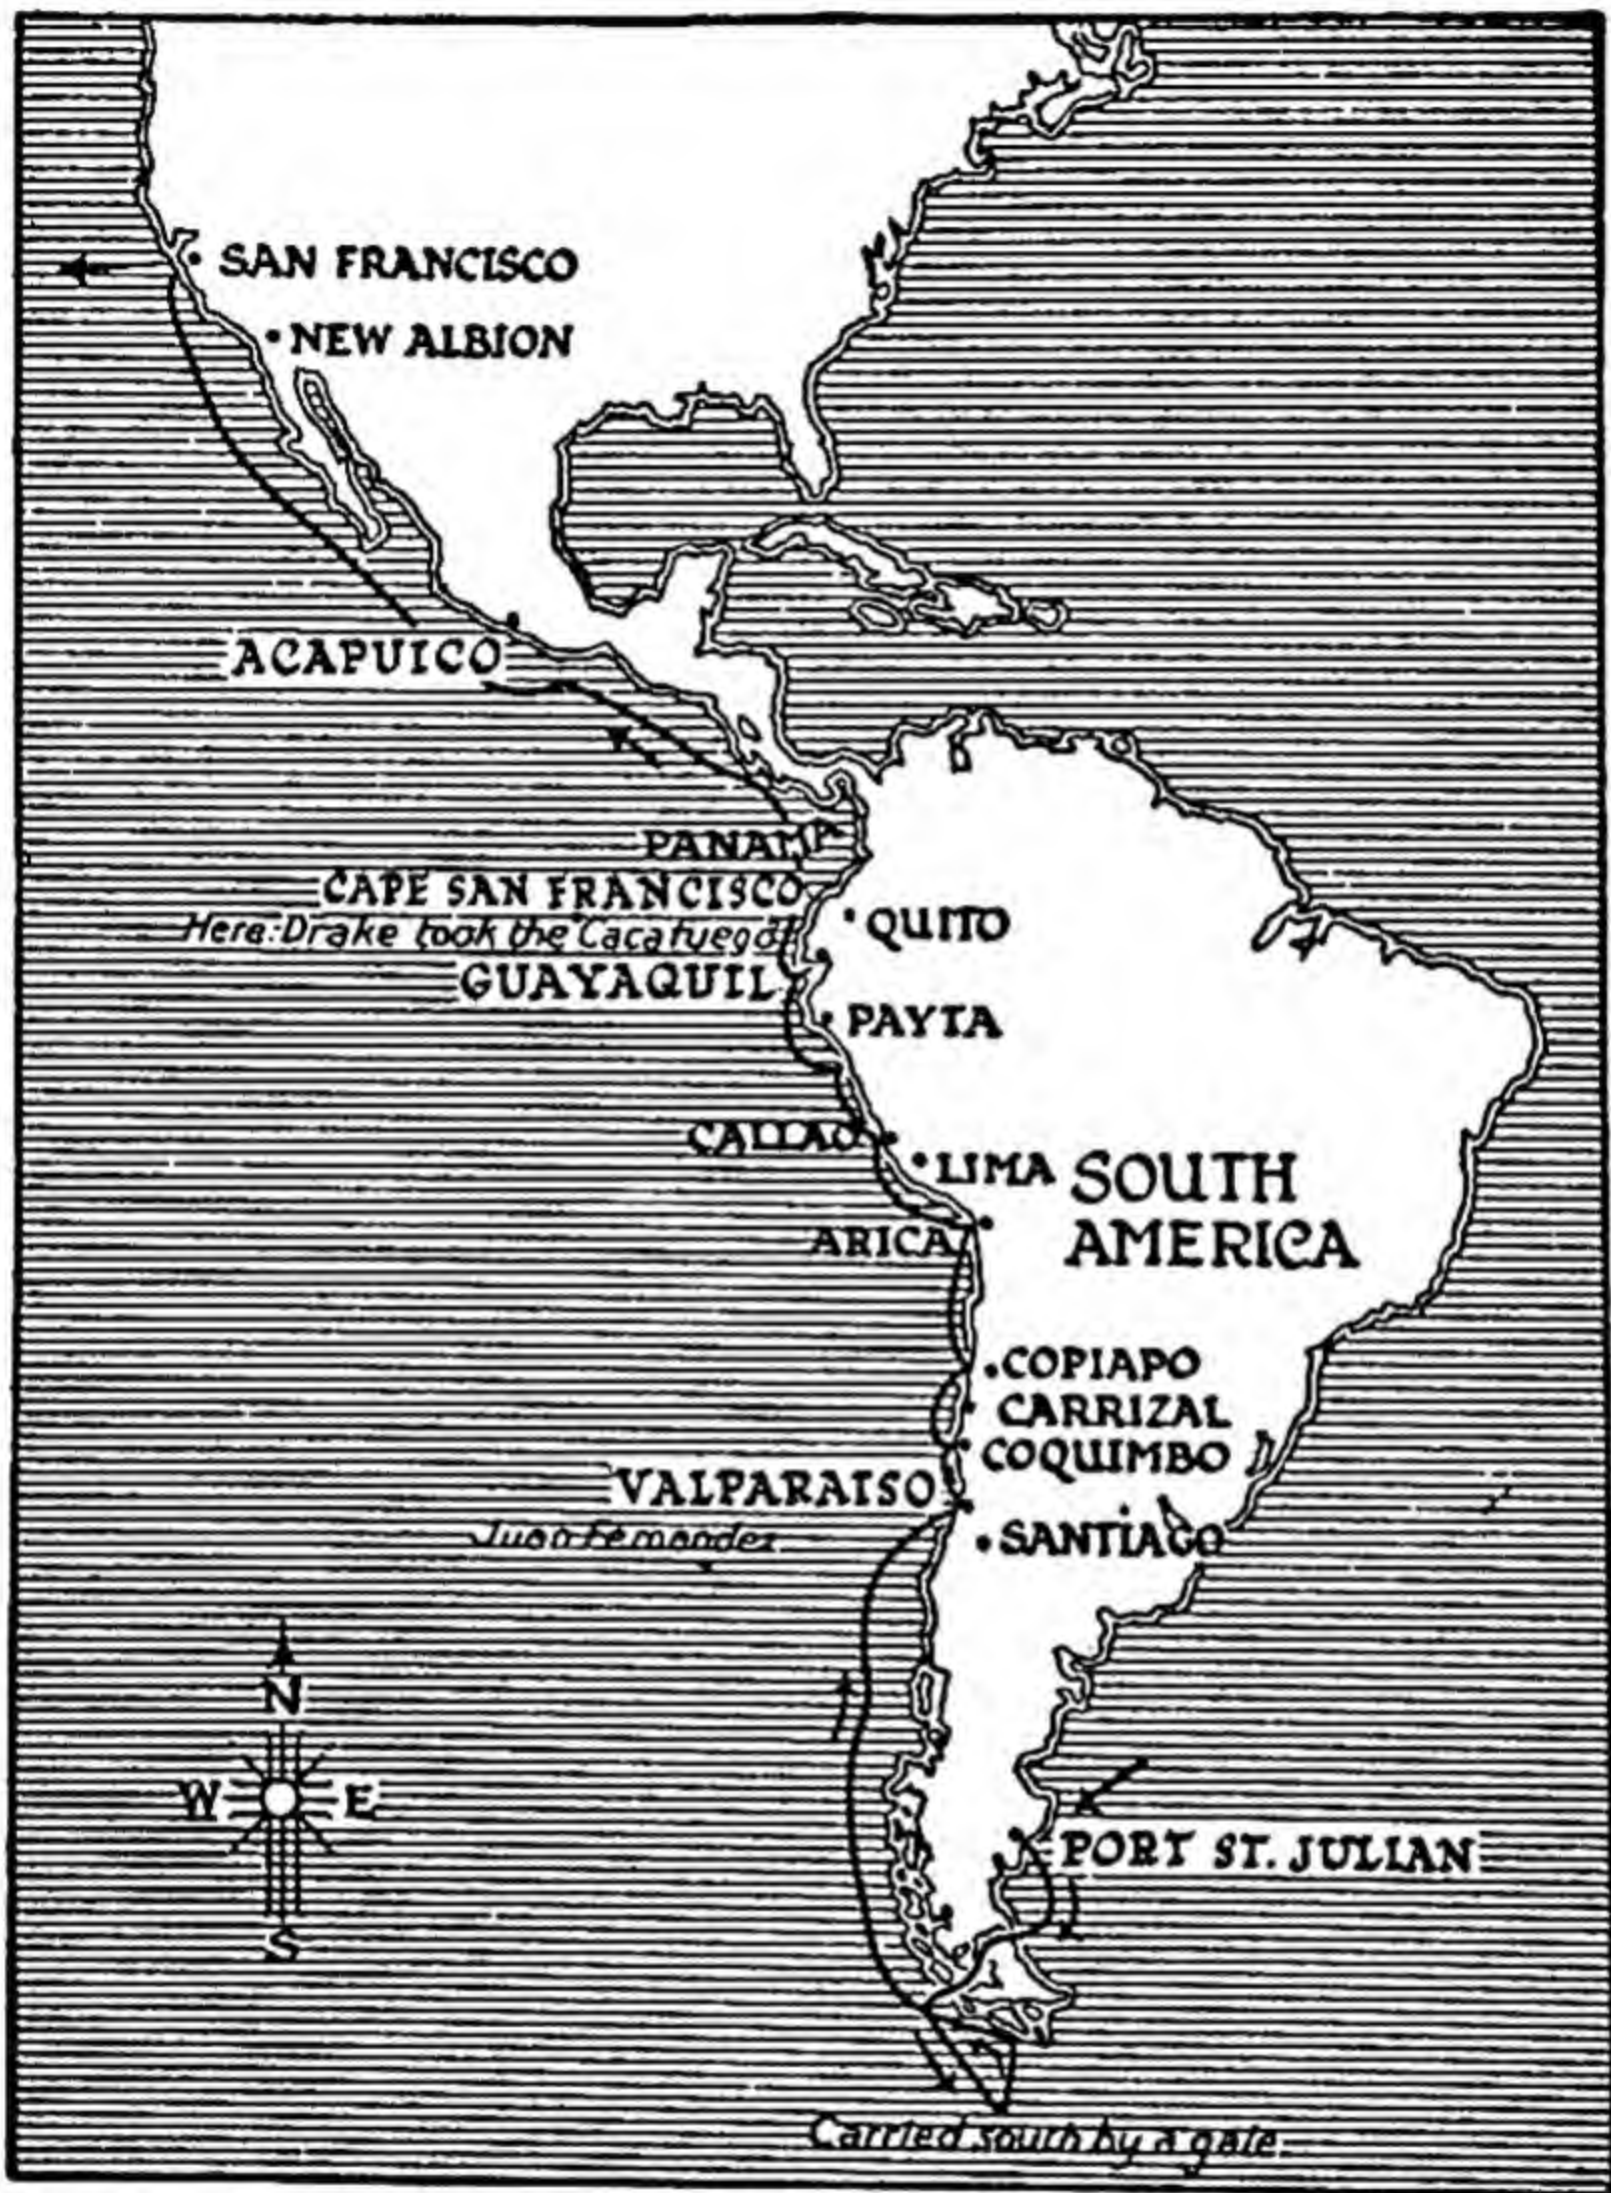 SAN FRANCISCO
NEW ALBION
ACAPUICO
PANAMA
CAPE SAN FRANCISCO
Here: Drake took the "Cacafuego"
QUITO
GUAYAQUIL
PAYTA
CALLAO
LIMA
SOUTH
AMERICA
ARICA
COPIAPO
CARRIZAL
COQUIMBO
VALPARAISO
Juan Fernandez
SANTIAGO
N
W E
S
PORT ST. JULIAN
Carried south by a gale.